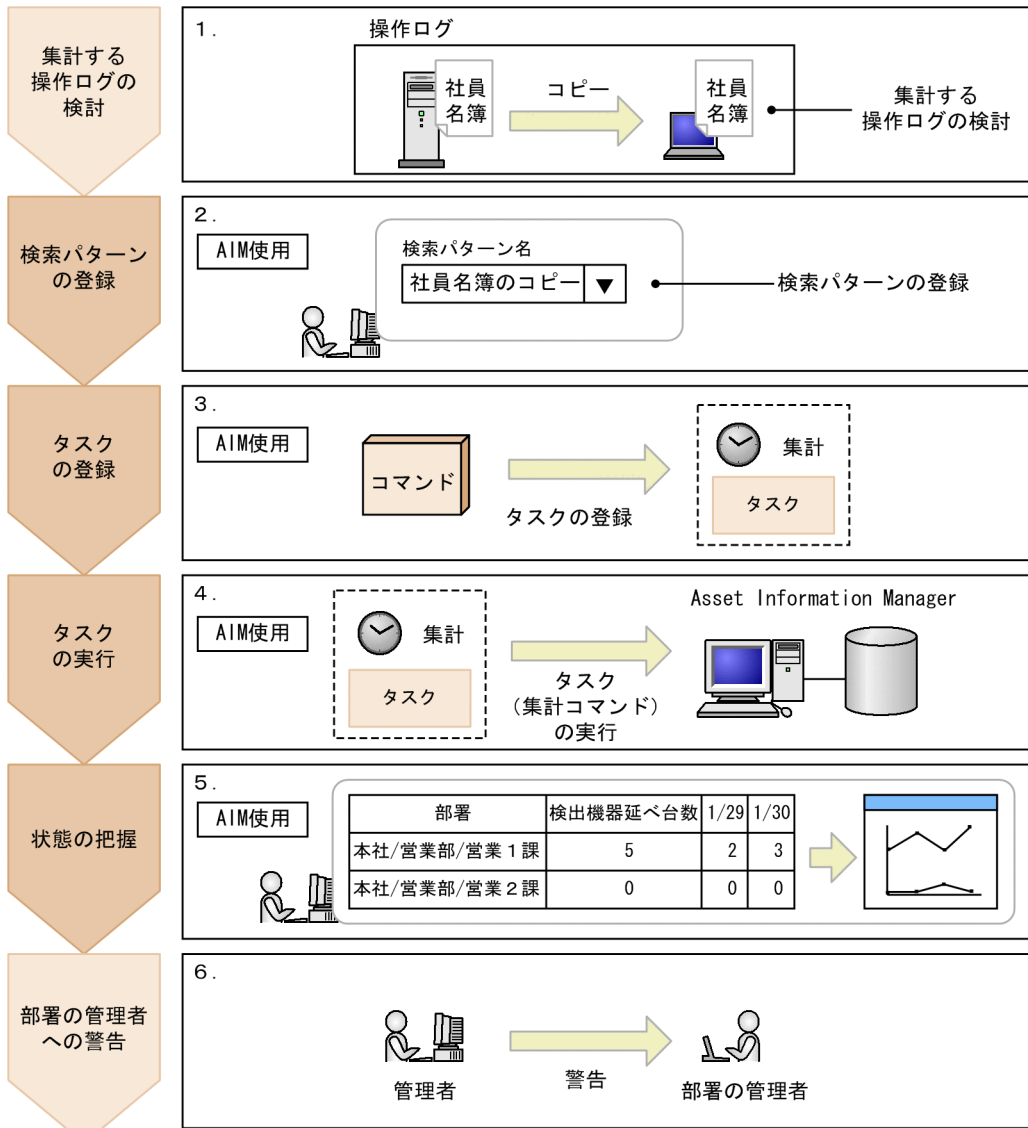 集計する
操作ログの
検討
1.
操作ログ
社員
名簿
コピー
社員
名簿
集計する
操作ログの検討
検索パターン
の登録
2.
AIM使用
検索パターン名
社員名簿のコピー ▼
検索パターンの登録
タスク
の登録
3.
AIM使用
コマンド
タスクの登録
集計
タスク
タスク
の実行
4.
AIM使用
集計
タスク
タスク
(集計コマンド)
の実行
Asset Information Manager
状態の把握
5.
AIM使用
部署 検出機器延べ台数 1/29 1/30
本社/営業部/営業1課 5 2 3
本社/営業部/営業2課 0 0 0
部署の管理者
への警告
6.
管理者
警告
部署の管理者